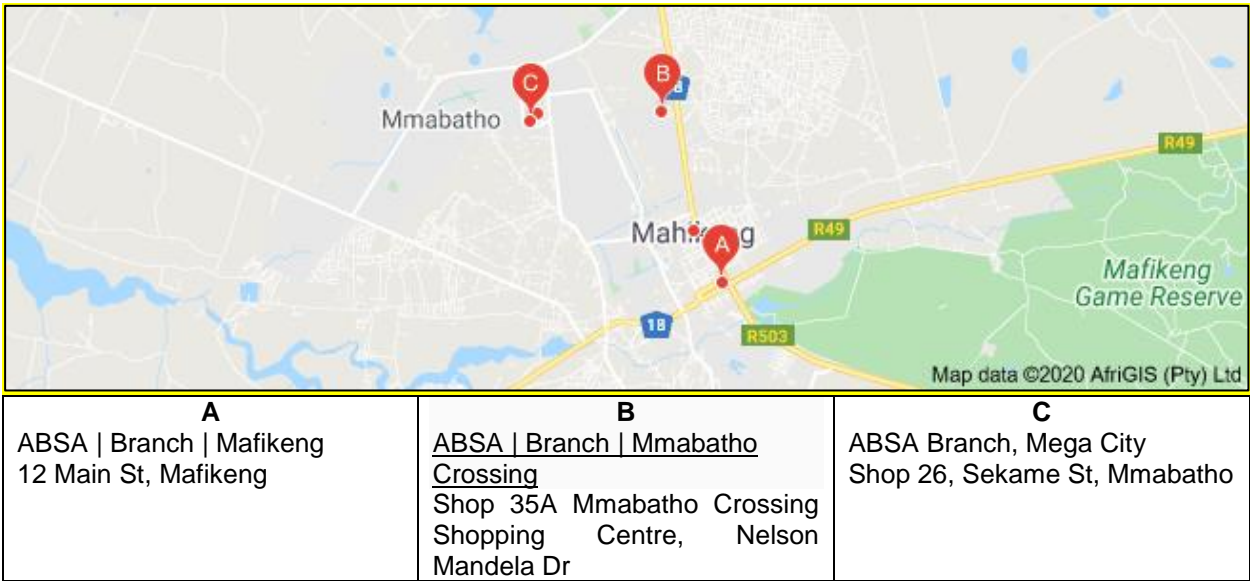 C
B
8
Mmabatho
R49
Mahikeng
A
R49
Mafikeng
Game Reserve
18
R503
Map data ©2020 AfriGIS (Pty) Ltd
A
ABSA | Branch | Mafikeng
12 Main St, Mafikeng
B
ABSA | Branch | Mmabatho
Crossing
Shop 35A Mmabatho Crossing
Shopping Centre, Nelson
Mandela Dr
C
ABSA Branch, Mega City
Shop 26, Sekame St, Mmabatho